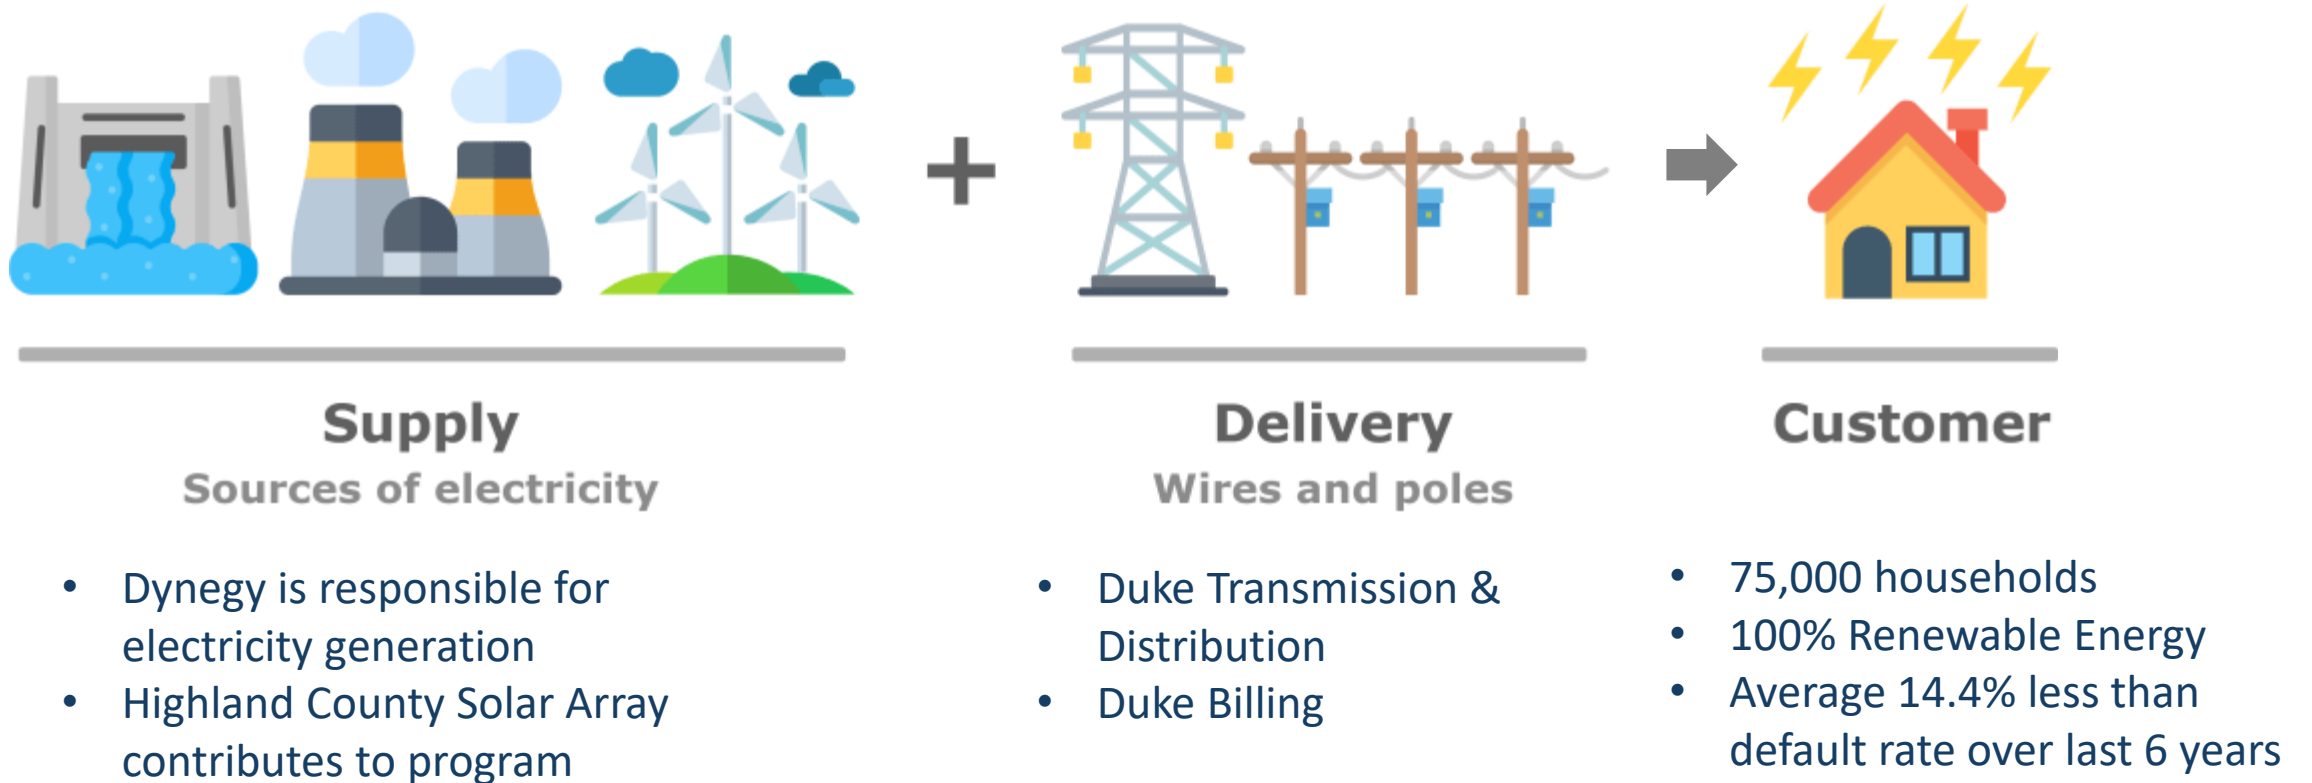 Supply
Sources of electricity
• Dynegy is responsible for
electricity generation
• Highland County Solar Array
contributes to program
Delivery
Wires and poles
• Duke Transmission &
Distribution
• Duke Billing
Customer
• 75,000 households
• 100% Renewable Energy
• Average 14.4% less than
default rate over last 6 years